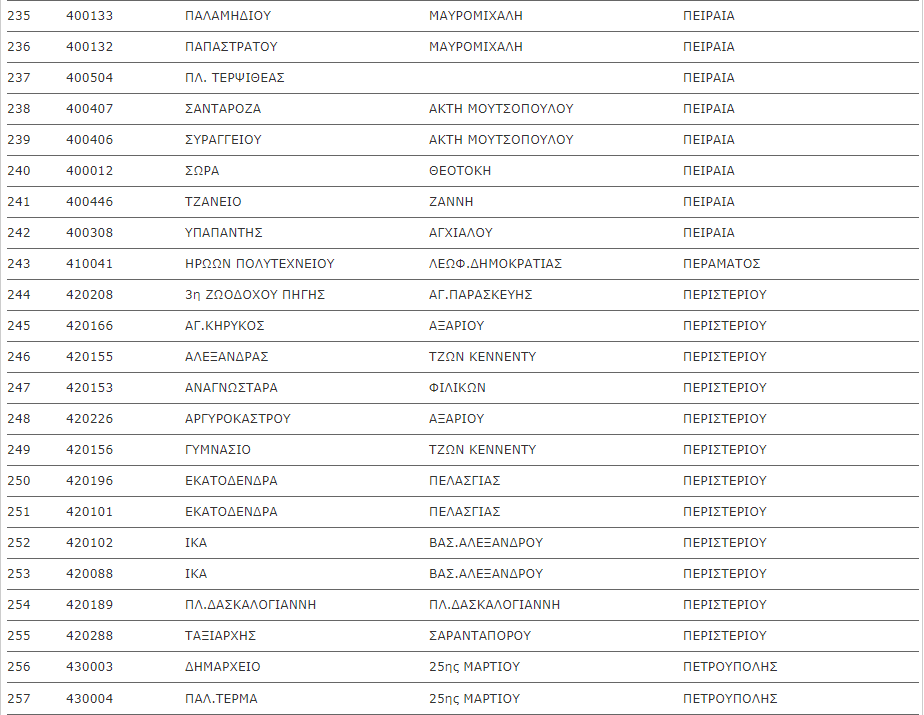 235 400133 ΠΑΛΑΜΗΔΙΟΥ ΜΑΥΡΟΜΙΧΑΛΗ ΠΕΙΡΑΙΑ
236 400132 ΠΑΠΑΣΤΡΑΤΟΥ ΜΑΥΡΟΜΙΧΑΛΗ ΠΕΙΡΑΙΑ
237 400504 ΠΛ. ΤΕΡΨΙΘΕΑΣ ΠΕΙΡΑΙΑ
238 400407 ΣΑΝΤΑΡΟΖΑ ΑΚΤΗ ΜΟΥΤΣΟΠΟΥΛΟΥ ΠΕΙΡΑΙΑ
239 400406 ΣΥΡΑΓΓΕΙΟΥ ΑΚΤΗ ΜΟΥΤΣΟΠΟΥΛΟΥ ΠΕΙΡΑΙΑ
240 400012 ΣΩΡΑ ΘΕΟΤΟΚΗ ΠΕΙΡΑΙΑ
241 400446 ΤΖΑΝΕΙΟ ΖΑΝΝΗ ΠΕΙΡΑΙΑ
242 400308 ΥΠΑΠΑΝΤΗΣ ΑΓΧΙΑΛΟΥ ΠΕΙΡΑΙΑ
243 410041 ΗΡΩΩΝ ΠΟΛΥΤΕΧΝΕΙΟΥ ΛΕΩΦ.ΔΗΜΟΚΡΑΤΙΑΣ ΠΕΡΑΜΑΤΟΣ
244 420208 3η ΖΩΟΔΟΧΟΥ ΠΗΓΗΣ ΑΓ.ΠΑΡΑΣΚΕΥΗΣ ΠΕΡΙΣΤΕΡΙΟΥ
245 420166 ΑΓ.ΚΗΡΥΚΟΣ ΑΞΑΡΙΟΥ ΠΕΡΙΣΤΕΡΙΟΥ
246 420155 ΑΛΕΞΑΝΔΡΑΣ ΤΖΩΝ ΚΕΝΝΕΝΤΥ ΠΕΡΙΣΤΕΡΙΟΥ
247 420153 ΑΝΑΓΝΩΣΤΑΡΑ ΦΙΛΙΚΩΝ ΠΕΡΙΣΤΕΡΙΟΥ
248 420226 ΑΡΓΥΡΟΚΑΣΤΡΟΥ ΑΞΑΡΙΟΥ ΠΕΡΙΣΤΕΡΙΟΥ
249 420156 ΓΥΜΝΑΣΙΟ ΤΖΩΝ ΚΕΝΝΕΝΤΥ ΠΕΡΙΣΤΕΡΙΟΥ
250 420196 ΕΚΑΤΟΔΕΝΔΡΑ ΠΕΛΑΣΓΙΑΣ ΠΕΡΙΣΤΕΡΙΟΥ
251 420101 ΕΚΑΤΟΔΕΝΔΡΑ ΠΕΛΑΣΓΙΑΣ ΠΕΡΙΣΤΕΡΙΟΥ
252 420102 ΙΚΑ ΒΑΣ.ΑΛΕΞΑΝΔΡΟΥ ΠΕΡΙΣΤΕΡΙΟΥ
253 420088 ΙΚΑ ΒΑΣ.ΑΛΕΞΑΝΔΡΟΥ ΠΕΡΙΣΤΕΡΙΟΥ
254 420189 ΠΛ.ΔΑΣΚΑΛΟΓΙΑΝΝΗ ΠΛ.ΔΑΣΚΑΛΟΓΙΑΝΝΗ ΠΕΡΙΣΤΕΡΙΟΥ
255 420288 ΤΑΞΙΑΡΧΗΣ ΣΑΡΑΝΤΑΠΟΡΟΥ ΠΕΡΙΣΤΕΡΙΟΥ
256 430003 ΔΗΜΑΡΧΕΙΟ 25ης ΜΑΡΤΙΟΥ ΠΕΤΡΟΥΠΟΛΗΣ
257 430004 ΠΑΛ.ΤΕΡΜΑ 25ης ΜΑΡΤΙΟΥ ΠΕΤΡΟΥΠΟΛΗΣ